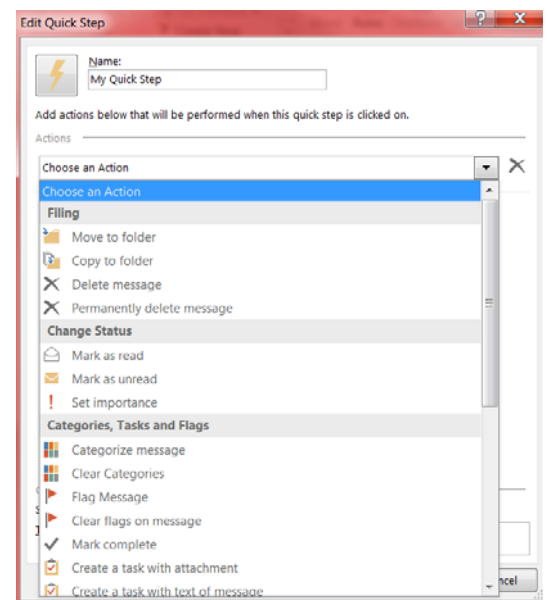 Edit Quick Step
Name:
My Quick Step
Add actions below that will be performed when this quick step is clicked on.
Actions
Choose an Action
Choose an Action
Filing
Move to folder
Copy to folder
Delete message
Permanently delete message
Change Status
Mark as read
Mark as unread
Set importance
Categories, Tasks and Flags
Categorize message
Clear Categories
Flag Message
Clear flags on message
Mark complete
Create a task with attachment
Create a task with text of message